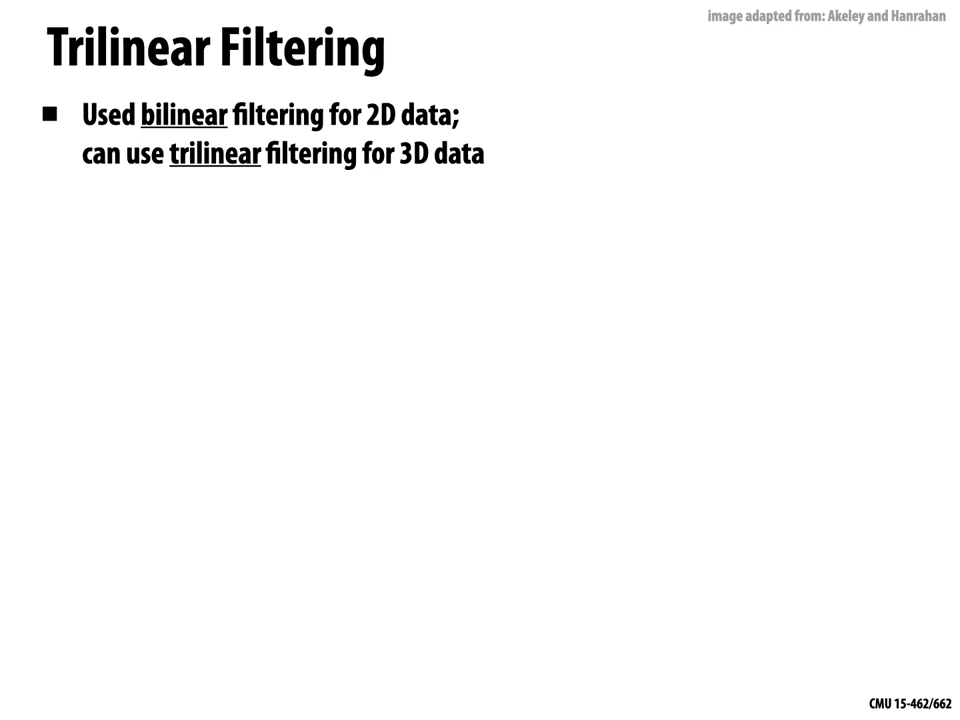 image adapted from: Akeley and Hanrahan
Trilinear Filtering
■ Used bilinear filtering for 2D data;
can use trilinear filtering for 3D data
CMU 15-462/662